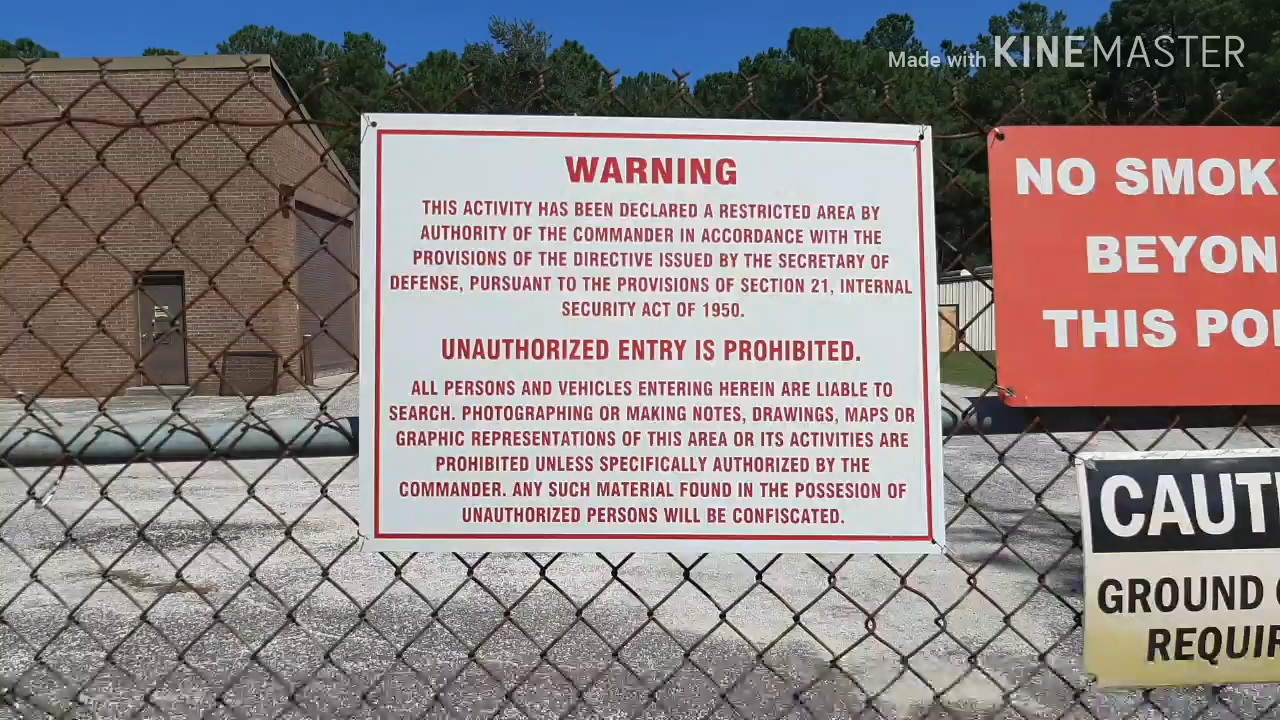 Made with KINEMASTER
WARNING
THIS ACTIVITY HAS BEEN DECLARED A RESTRICTED AREA BY
AUTHORITY OF THE COMMANDER IN ACCORDANCE WITH THE
PROVISIONS OF THE DIRECTIVE ISSUED BY THE SECRETARY OF
DEFENSE, PURSUANT TO THE PROVISIONS OF SECTION 21, INTERNAL
SECURITY ACT OF 1950.
UNAUTHORIZED ENTRY IS PROHIBITED.
ALL PERSONS AND VEHICLES ENTERING HEREIN ARE LIABLE TO
SEARCH. PHOTOGRAPHING OR MAKING NOTES, DRAWINGS, MAPS OR
GRAPHIC REPRESENTATIONS OF THIS AREA OR ITS ACTIVITIES ARE
PROHIBITED UNLESS SPECIFICALLY AUTHORIZED BY THE
COMMANDER. ANY SUCH MATERIAL FOUND IN THE POSSESION OF
UNAUTHORIZED PERSONS WILL BE CONFISCATED.
NO SMOK
BEYON
THIS PO
CAUT
GROUND
REQUIR